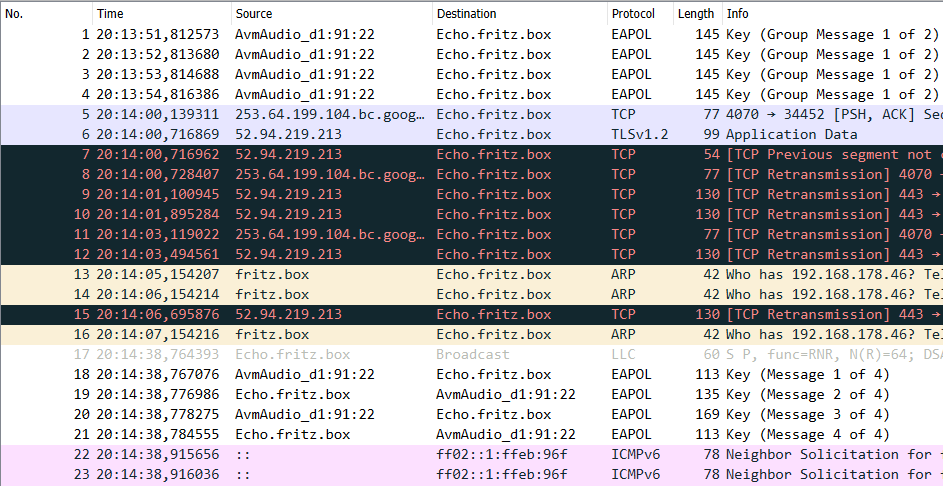 No. Time Source Destination Protocol Length Info
1 20:13:51,812573 AvmAudio_d1:91:22 Echo.fritz.box EAPOL 145 Key (Group Message 1 of 2)
2 20:13:52,813680 AvmAudio_d1:91:22 Echo.fritz.box EAPOL 145 Key (Group Message 1 of 2)
3 20:13:53,814688 AvmAudio_d1:91:22 Echo.fritz.box EAPOL 145 Key (Group Message 1 of 2)
4 20:13:54,816386 AvmAudio_d1:91:22 Echo.fritz.box EAPOL 145 Key (Group Message 1 of 2)
5 20:14:00,139311 253.64.199.104.bc.goog… Echo.fritz.box TCP 77 4070 → 34452 [PSH, ACK] Sec
6 20:14:00,716869 52.94.219.213 Echo.fritz.box TLSv1.2 99 Application Data
7 20:14:00,716962 52.94.219.213 Echo.fritz.box TCP 54 [TCP Previous segment not
8 20:14:00,728407 253.64.199.104.bc.goog… Echo.fritz.box TCP 77 [TCP Retransmission] 4070
9 20:14:01,100945 52.94.219.213 Echo.fritz.box TCP 130 [TCP Retransmission] 443 →
10 20:14:01,895284 52.94.219.213 Echo.fritz.box TCP 130 [TCP Retransmission] 443 →
11 20:14:03,119022 253.64.199.104.bc.goog… Echo.fritz.box TCP 77 [TCP Retransmission] 4070
12 20:14:03,494561 52.94.219.213 Echo.fritz.box TCP 130 [TCP Retransmission] 443 →
13 20:14:05,154207 fritz.box Echo.fritz.box ARP 42 Who has 192.168.178.46? Tel
14 20:14:06,154214 fritz.box Echo.fritz.box ARP 42 Who has 192.168.178.46? Tel
15 20:14:06,695876 52.94.219.213 Echo.fritz.box TCP 130 [TCP Retransmission] 443 →
16 20:14:07,154216 fritz.box Echo.fritz.box ARP 42 Who has 192.168.178.46? Tel
17 20:14:38,764393 Echo.fritz.box Broadcast LLC 60 S P, func=RNR, N(R)=64; DSA
18 20:14:38,767076 AvmAudio_d1:91:22 Echo.fritz.box EAPOL 113 Key (Message 1 of 4)
19 20:14:38,776986 Echo.fritz.box AvmAudio_d1:91:22 EAPOL 135 Key (Message 2 of 4)
20 20:14:38,778275 AvmAudio_d1:91:22 Echo.fritz.box EAPOL 169 Key (Message 3 of 4)
21 20:14:38,784555 Echo.fritz.box AvmAudio_d1:91:22 EAPOL 113 Key (Message 4 of 4)
22 20:14:38,915656 :: ff02::1:ffeb:96f ICMPv6 78 Neighbor Solicitation for
23 20:14:38,916036 :: ff02::1:ffeb:96f ICMPv6 78 Neighbor Solicitation for